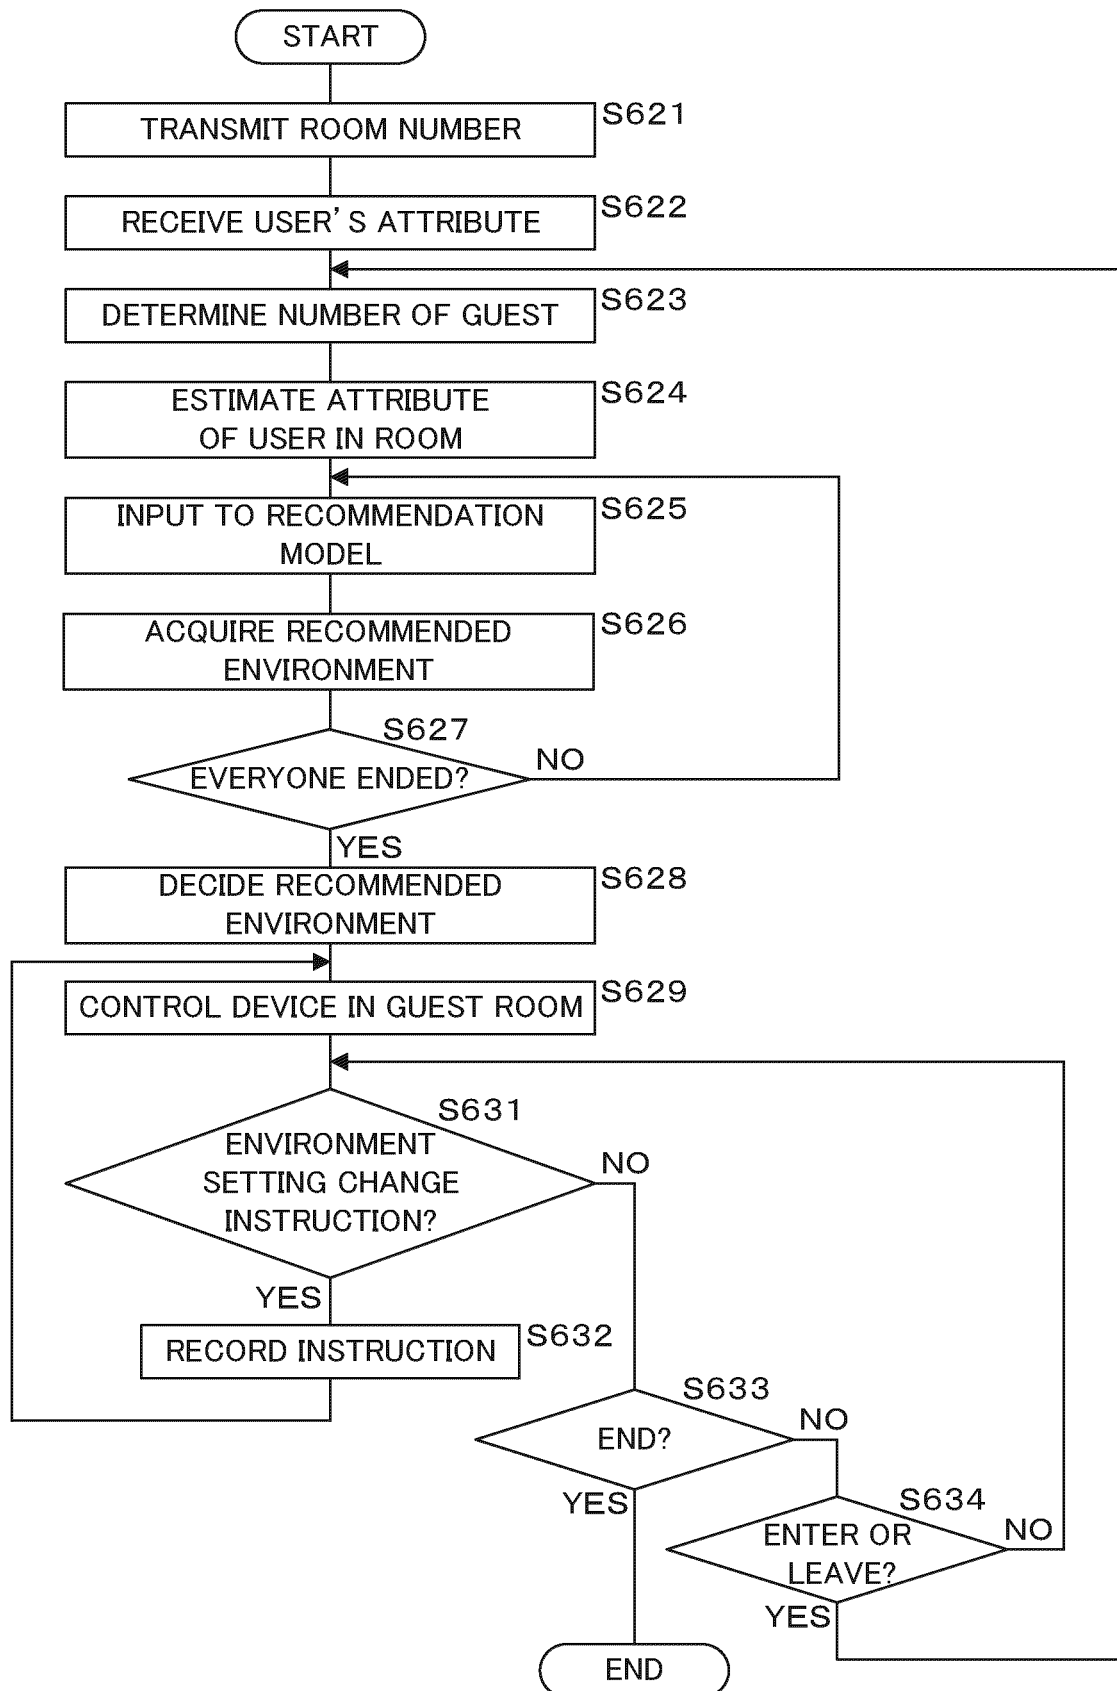 START
S621
TRANSMIT ROOM NUMBER
S622
RECEIVE USER'S ATTRIBUTE
S623
DETERMINE NUMBER OF GUEST
S624
ESTIMATE ATTRIBUTE
OF USER IN ROOM
S625
INPUT TO RECOMMENDATION
MODEL
S626
ACQUIRE RECOMMENDED
ENVIRONMENT
S627
EVERYONE ENDED?
NO
YES
S628
DECIDE RECOMMENDED
ENVIRONMENT
S629
CONTROL DEVICE IN GUEST ROOM
S631
ENVIRONMENT
SETTING CHANGE
INSTRUCTION?
NO
YES
S632
RECORD INSTRUCTION
S633
END?
NO
YES
S634
ENTER OR
LEAVE?
NO
YES
END